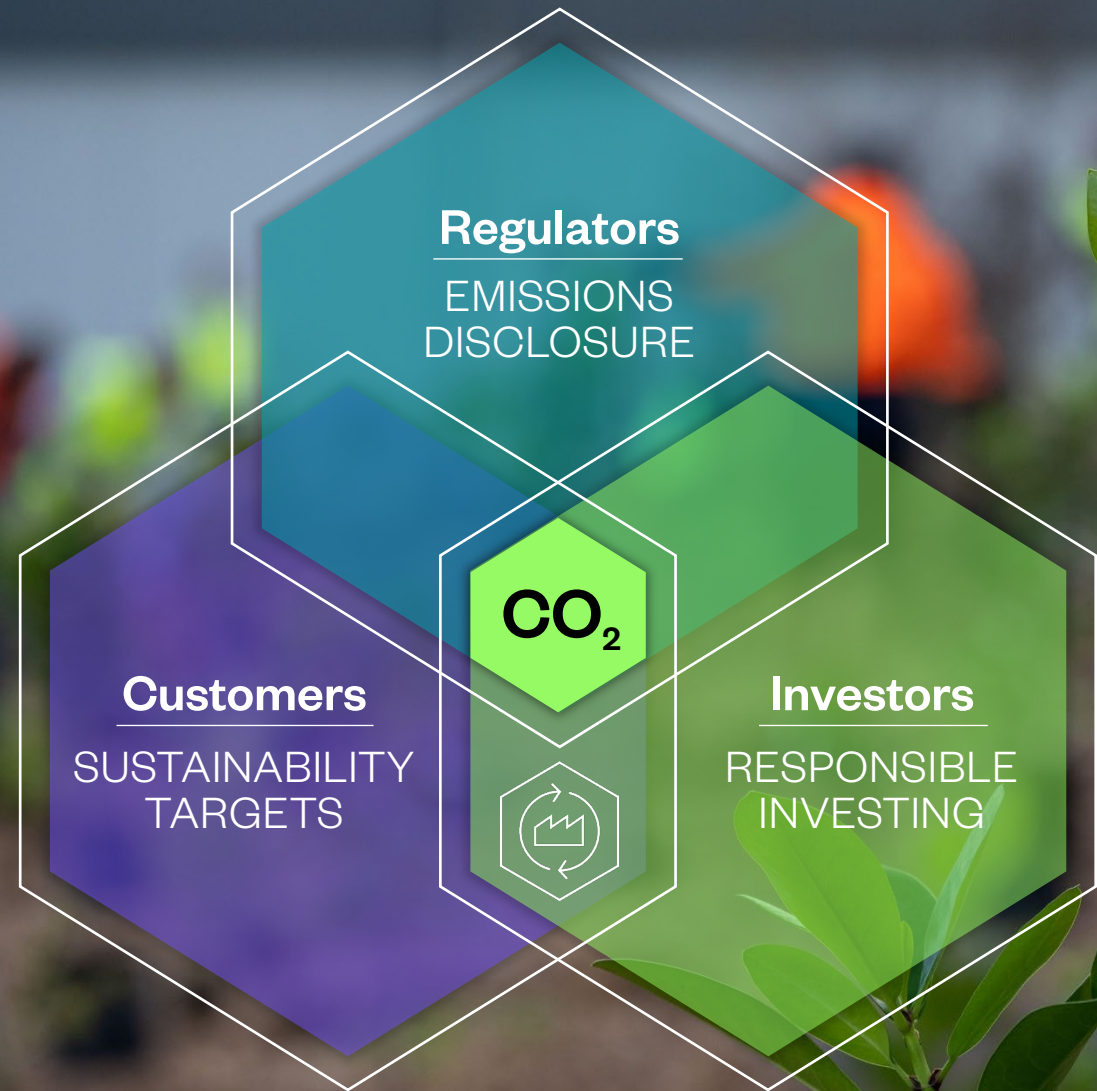 Regulators
EMISSIONS
DISCLOSURE
CO₂
Customers
SUSTAINABILITY
TARGETS
Investors
RESPONSIBLE
INVESTING